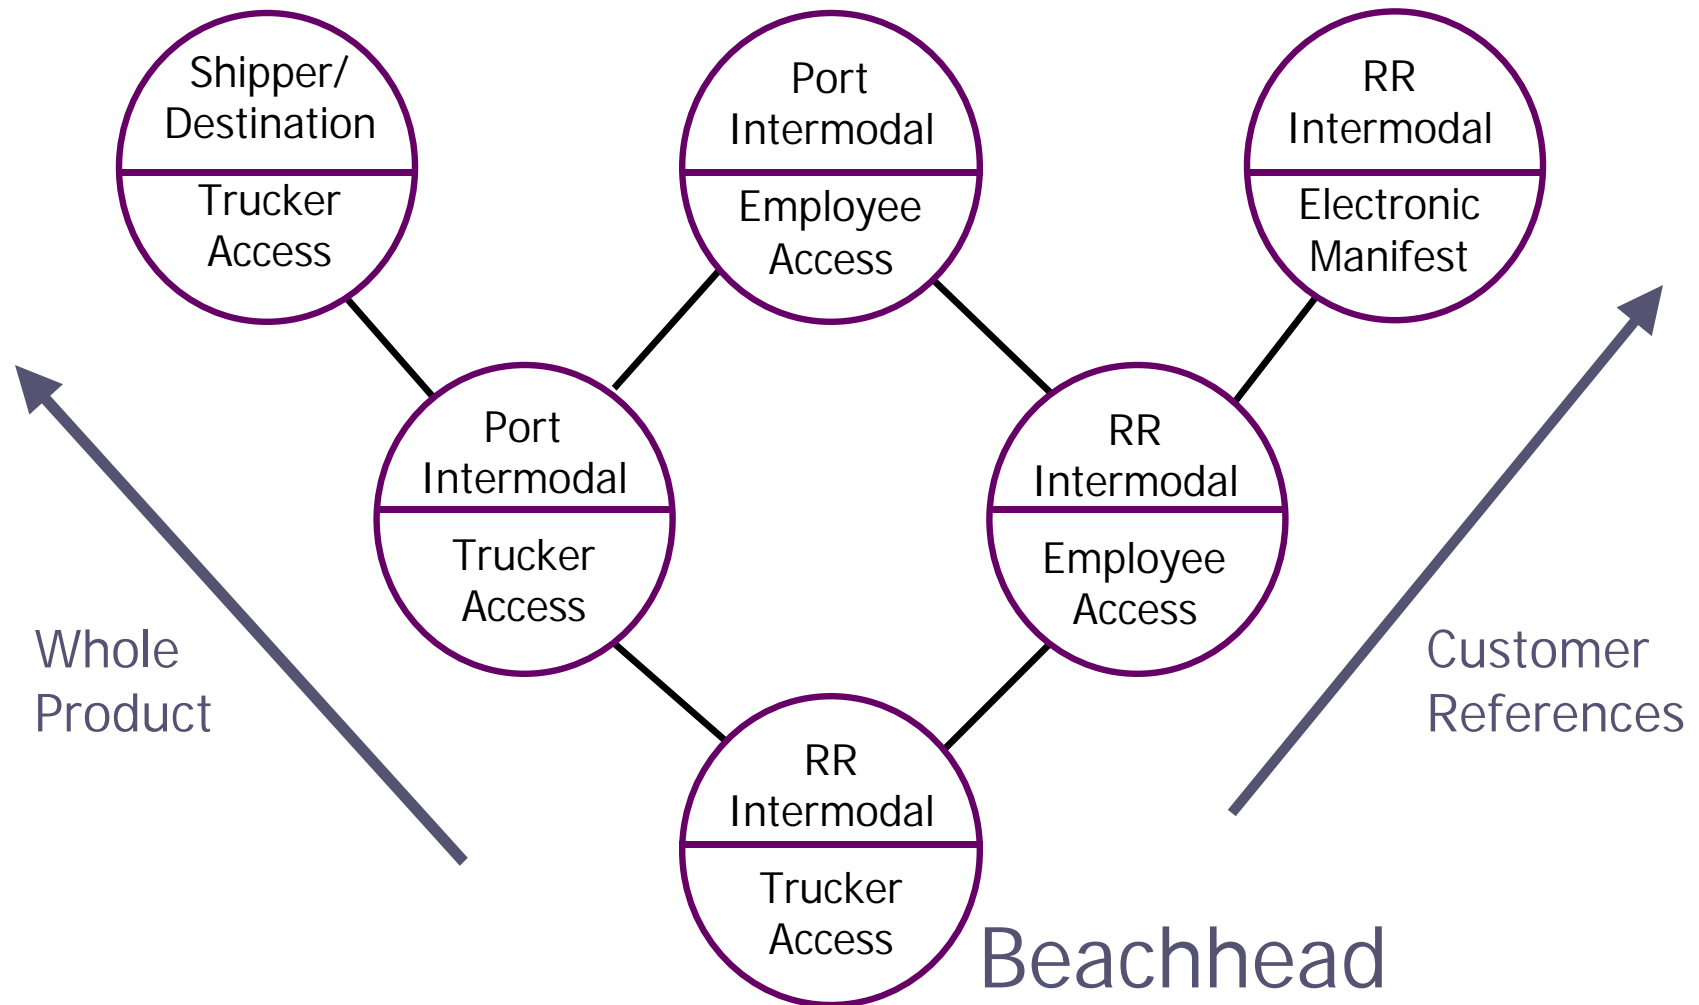 Shipper/
Destination
Trucker
Access
Port
Intermodal
Employee
Access
RR
Intermodal
Electronic
Manifest
Port
Intermodal
Trucker
Access
RR
Intermodal
Employee
Access
Whole
Product
Customer
References
RR
Intermodal
Trucker
Access
Beachhead